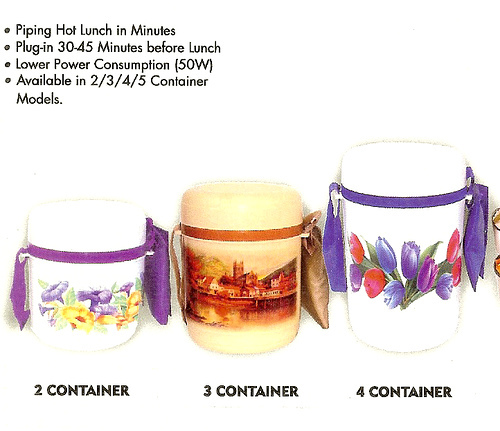 • Piping Hot Lunch in Minutes
• Plug-in 30-45 Minutes before Lunch
• Lower Power Consumption (50W)
• Available in 2/3/4/5 Container
Models.
2 CONTAINER
3 CONTAINER
4 CONTAINER